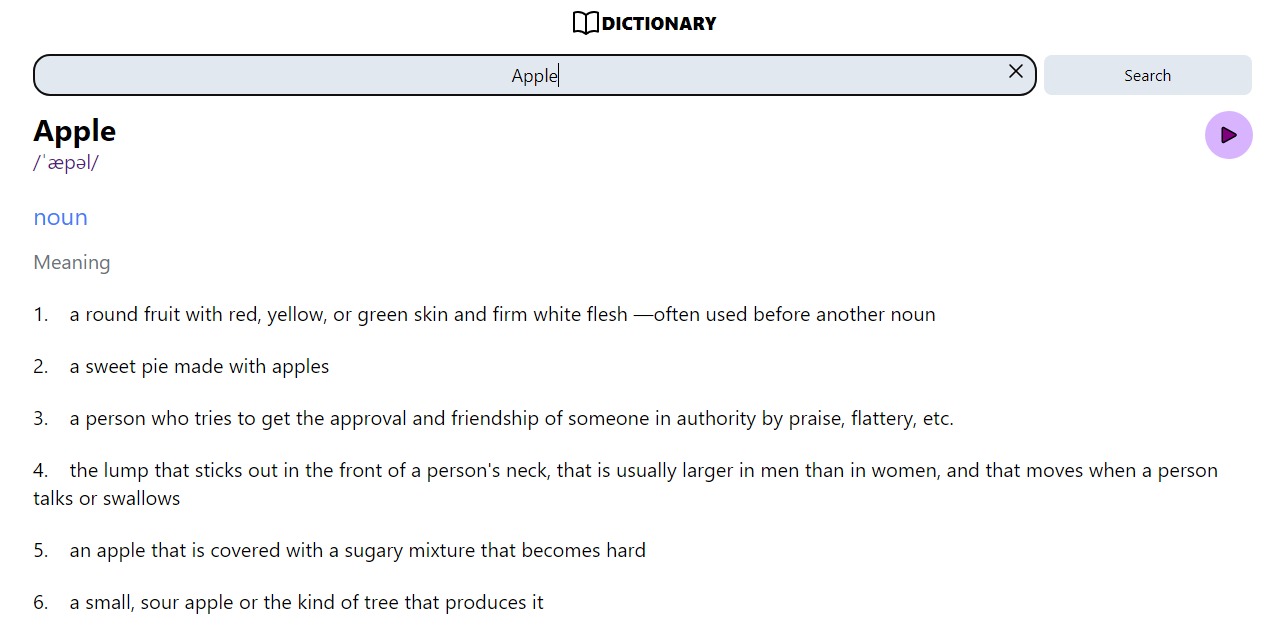 DICTIONARY
Apple
Search
Apple
/ˈæpəl/
noun
Meaning
1. a round fruit with red, yellow, or green skin and firm white flesh —often used before another noun
2. a sweet pie made with apples
3. a person who tries to get the approval and friendship of someone in authority by praise, flattery, etc.
4. the lump that sticks out in the front of a person's neck, that is usually larger in men than in women, and that moves when a person
talks or swallows
5. an apple that is covered with a sugary mixture that becomes hard
6. a small, sour apple or the kind of tree that produces it